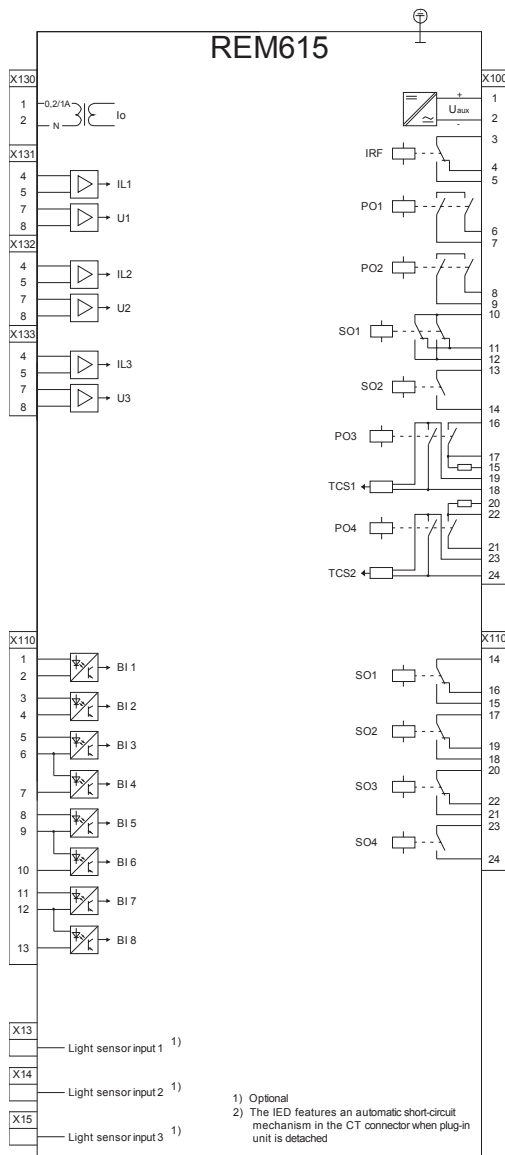 REM615
X130
1
0,2/1A
2
N
Io
X131
4
5
IL1
7
8
U1
X132
4
5
IL2
7
8
U2
X133
4
5
IL3
7
8
U3
X110
1
2
BI 1
3
4
BI 2
5
6
BI 3
7
BI 4
8
9
BI 5
10
BI 6
11
12
BI 7
13
BI 8
X13
Light sensor input 1 1)
X14
Light sensor input 2 1)
X15
Light sensor input 3 1)
X100
+
1
Uaux
2
-
3
IRF
4
5
PO1
6
7
PO2
8
9
10
SO1
11
12
13
SO2
14
16
PO3
17
15
19
TCS1
18
20
22
PO4
21
23
TCS2
24
X110
14
SO1
16
15
17
SO2
19
18
20
SO3
22
21
23
SO4
24
1) Optional
2) The IED features an automatic short-circuit
mechanism in the CT connector when plug-in
unit is detached